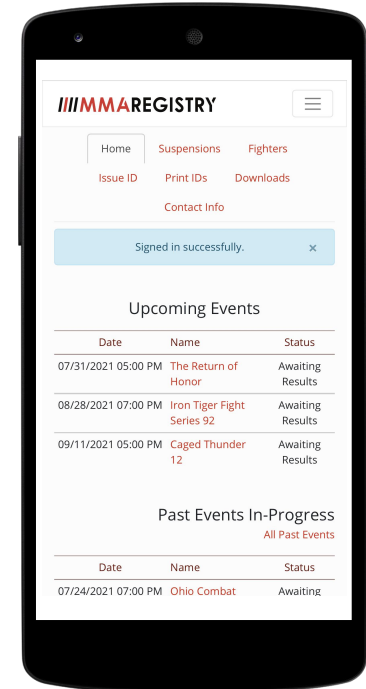 MMAREGISTRY
Home Suspensions Fighters
Issue ID Print IDs Downloads
Contact Info
Signed in successfully. ×
Upcoming Events
Date Name Status
07/31/2021 05:00 PM The Return of Awaiting
Honor Results
08/28/2021 07:00 PM Iron Tiger Fight Awaiting
Series 92 Results
09/11/2021 05:00 PM Caged Thunder Awaiting
12 Results
Past Events In-Progress
All Past Events
Date Name Status
07/24/2021 07:00 PM Ohio Combat Awaiting